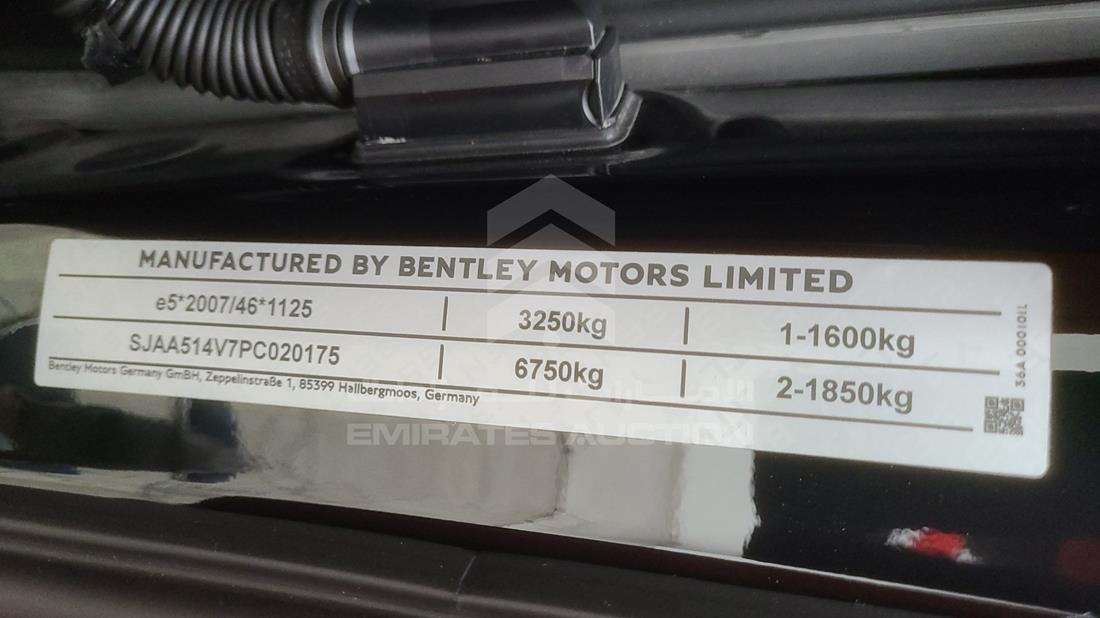 MANUFACTURED BY BENTLEY MOTORS LIMITED
e5*2007/46*1125 | 3250kg | 1-1600kg
SJAA514V7PC020175 | 6750kg | 2-1850kg
Bentley Motors Germany GmBH, Zeppelinstraße 1, 85399 Hallbergmoos, Germany
36A 000101L
EMIRATES AUCTION